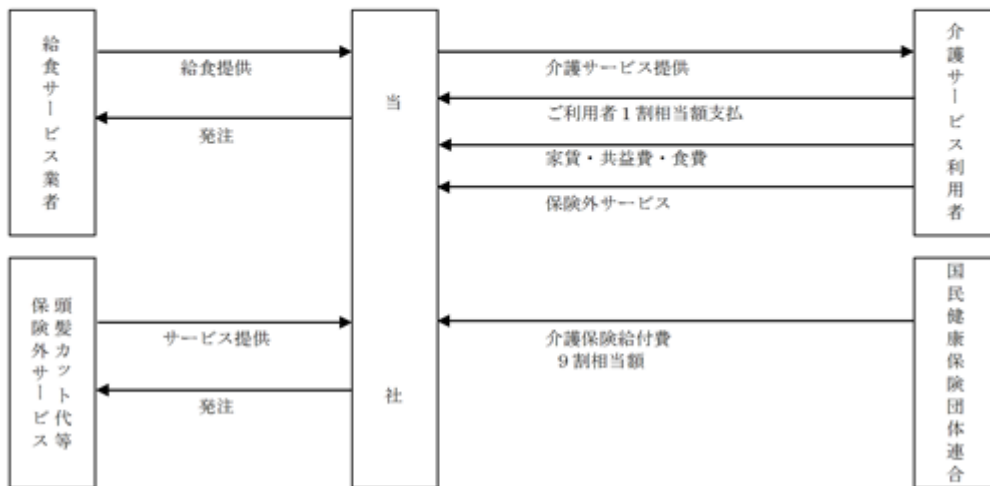 給食サービス業者
給食提供
発注
当社
介護サービス提供
ご利用者１割相当額支払
家賃・共益費・食費
保険外サービス
介護サービス利用者
頭髪カット代等
保険外サービス
サービス提供
発注
介護保険給付費
９割相当額
国民健康保険団体連合